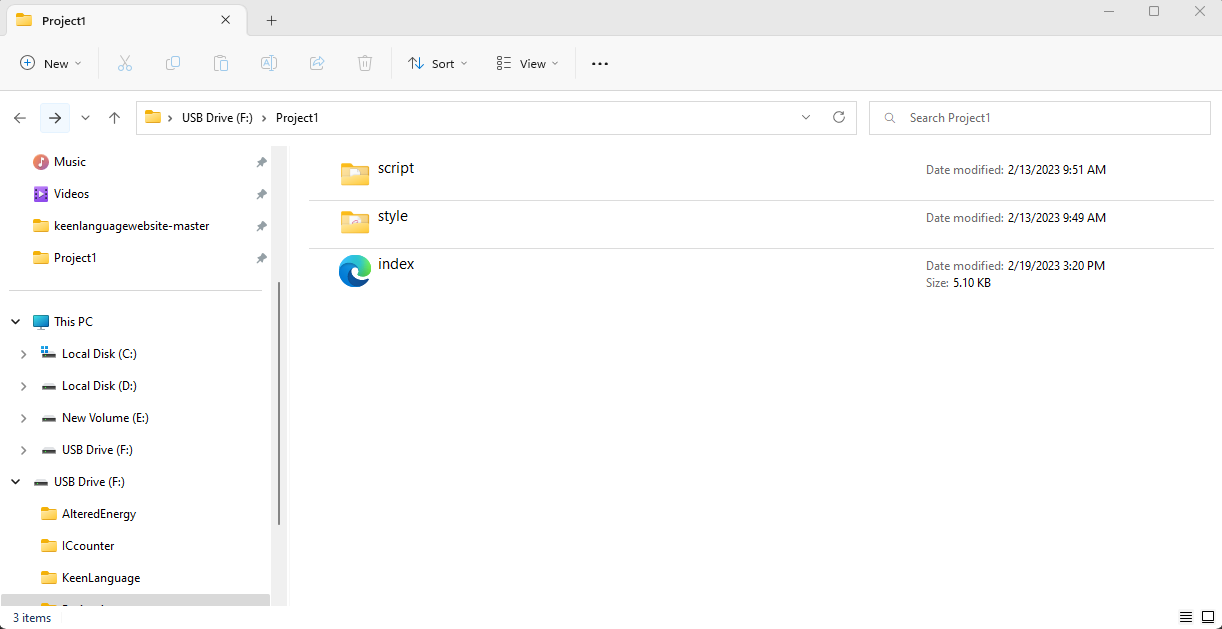 Project1
New
Sort
View
USB Drive (F:)
Project1
Search Project1
Music
Videos
keenlanguagewebsite-master
Project1
This PC
Local Disk (C:)
Local Disk (D:)
New Volume (E:)
USB Drive (F:)
USB Drive (F:)
AlteredEnergy
ICcounter
KeenLanguage
script
Date modified: 2/13/2023 9:51 AM
style
Date modified: 2/13/2023 9:49 AM
index
Date modified: 2/19/2023 3:20 PM
Size: 5.10 KB
3 items